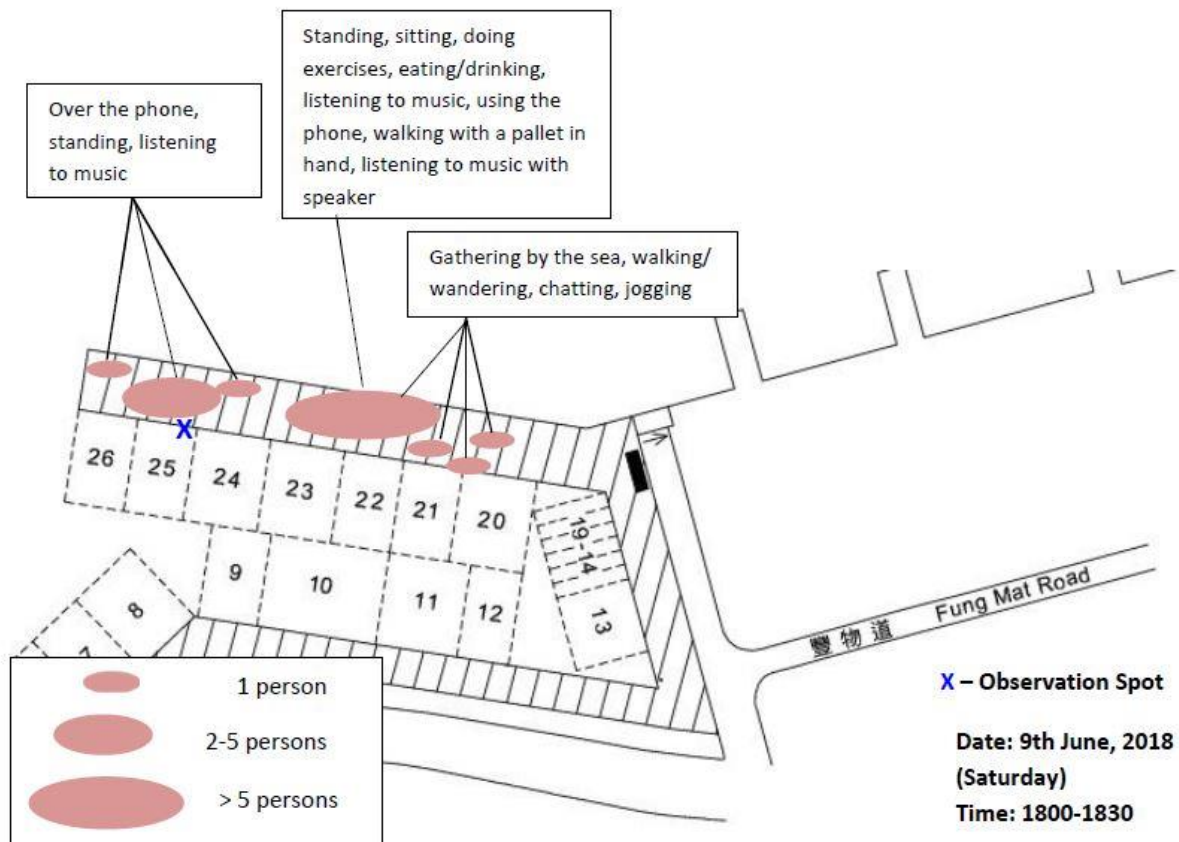 Standing, sitting, doing
exercises, eating/drinking,
listening to music, using the
phone, walking with a pallet in
hand, listening to music with
speaker
Over the phone,
standing, listening
to music
Gathering by the sea, walking/
wandering, chatting, jogging
26
25
24
23
22
21
20
19-14
13
9
10
11
12
8
7
豐物道 Fung Mat Road
X
1 person
2-5 persons
> 5 persons
X – Observation Spot
Date: 9th June, 2018
(Saturday)
Time: 1800-1830